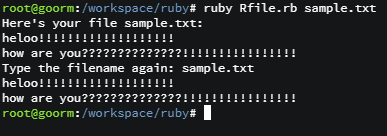 root@goorm:/workspace/ruby# ruby Rfile.rb sample.txt
Here's your file sample.txt:
heloo!!!!!!!!!!!!!!!!!!!
how are you??????????????!!!!!!!!!!!!!!!!
Type the filename again: sample.txt
heloo!!!!!!!!!!!!!!!!!!!
how are you??????????????!!!!!!!!!!!!!!!!
root@goorm:/workspace/ruby#